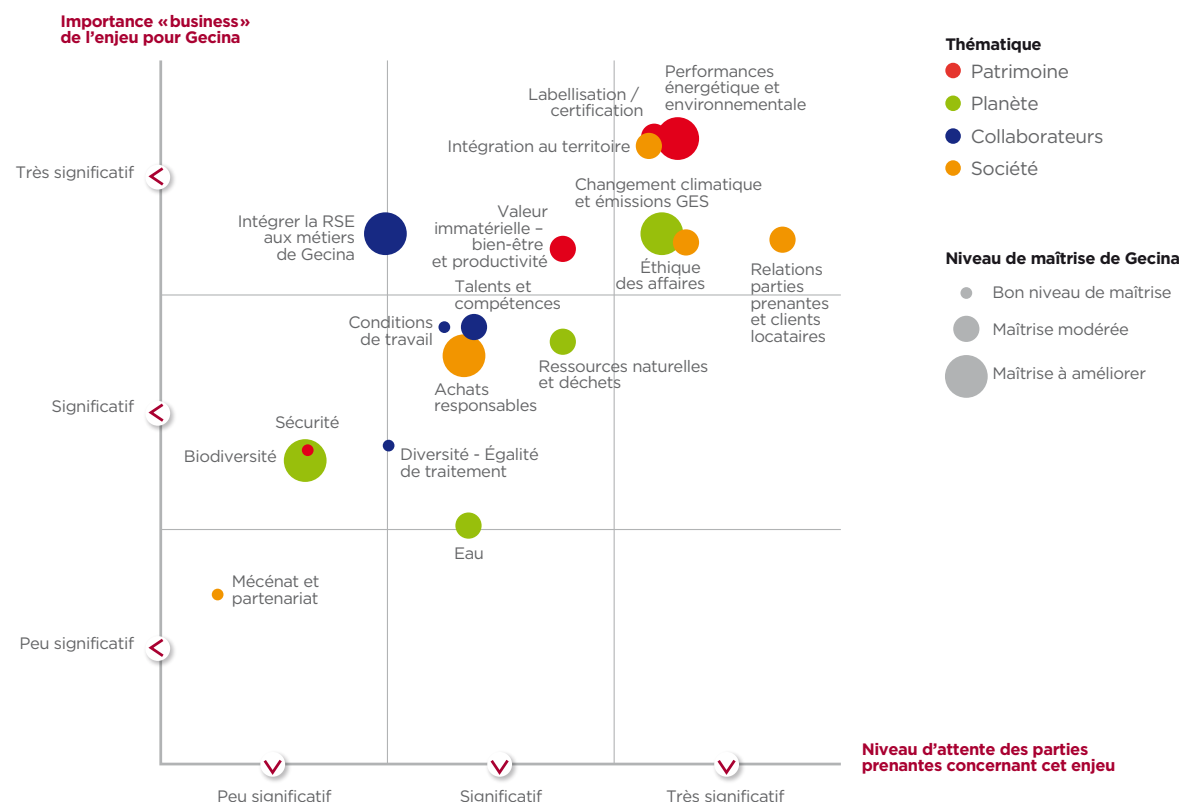 Importance «business»
de l’enjeu pour Gecina
Thématique
Patrimoine
Planète
Collaborateurs
Société
Niveau de maîtrise de Gecina
Bon niveau de maîtrise
Maîtrise modérée
Maîtrise à améliorer
Performances
énergétique et
environnementale
Labellisation /
certification
Intégration au territoire
Très significatif
Changement climatique
et émissions GES
Intégrer la RSE
aux métiers
de Gecina
Valeur
immatérielle –
bien-être
et productivité
Éthique
des affaires
Relations
parties
prenantes
et clients
locataires
Talents et
compétences
Conditions
de travail
Ressources naturelles
et déchets
Achats
responsables
Significatif
Sécurité
Biodiversité
Diversité - Égalité
de traitement
Eau
Mécénat et
partenariat
Peu significatif
Niveau d’attente des parties
prenantes concernant cet enjeu
Peu significatif
Significatif
Très significatif